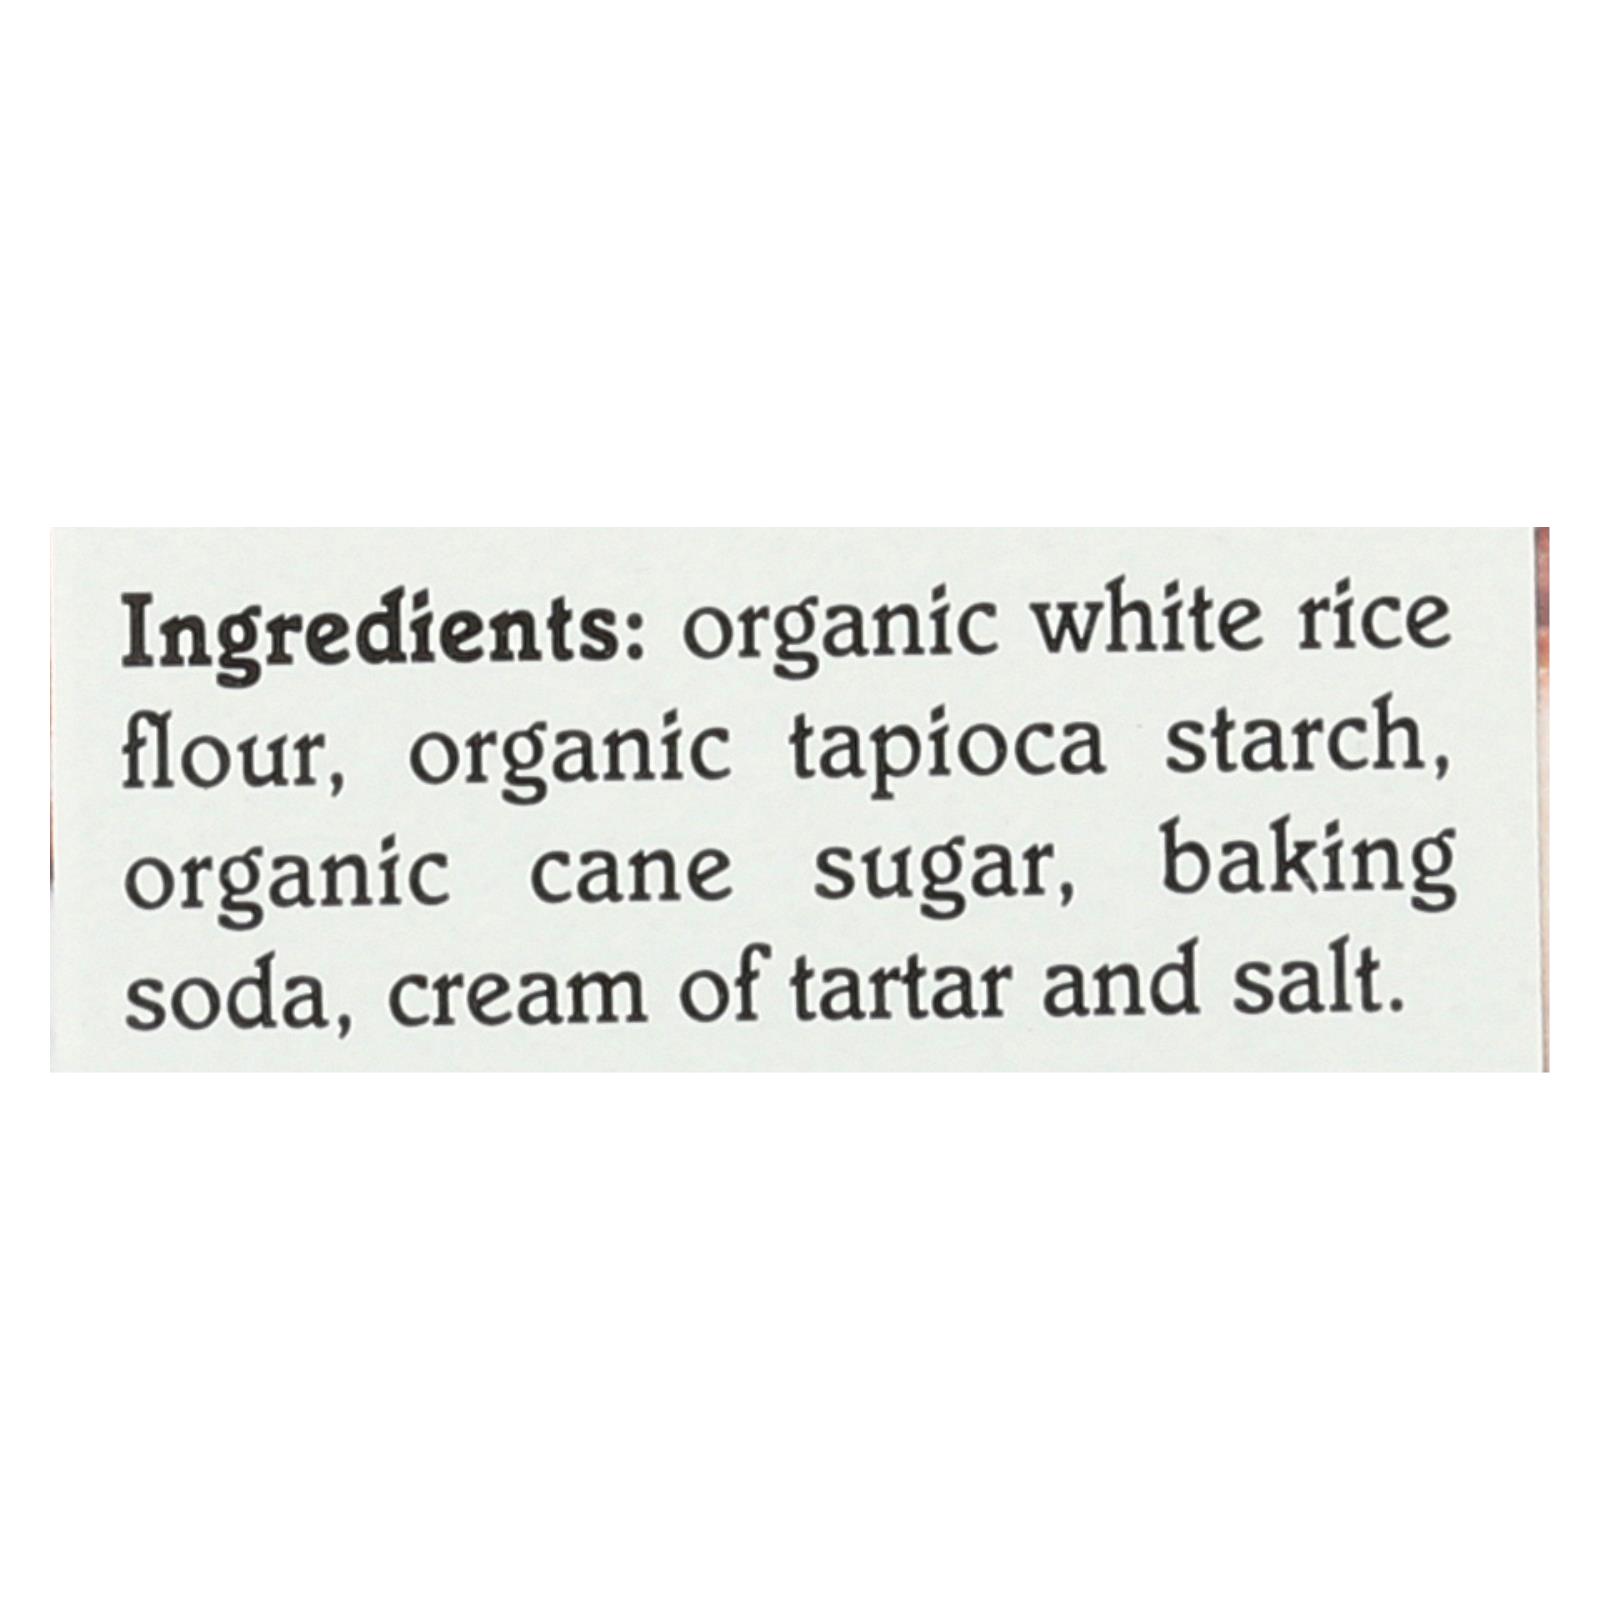 Ingredients: organic white rice
flour, organic tapioca starch,
organic cane sugar, baking
soda, cream of tartar and salt.